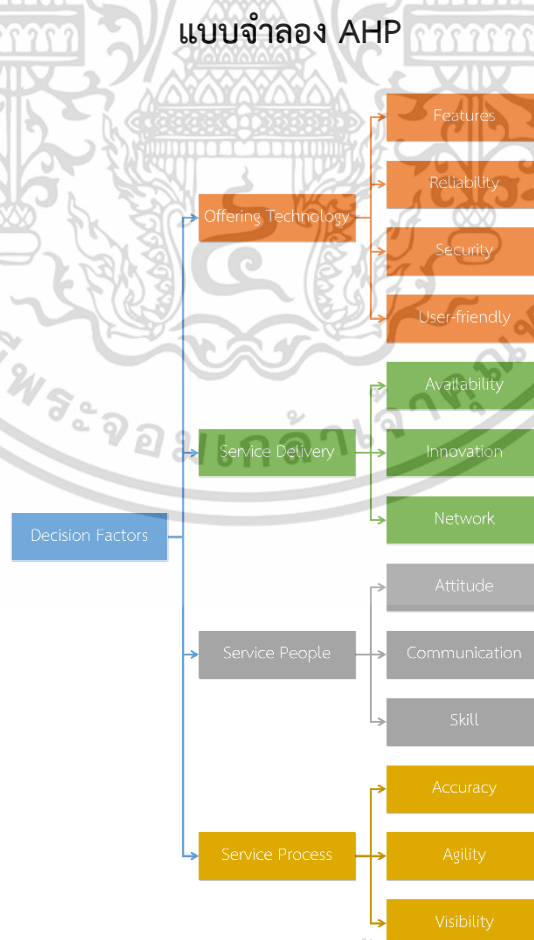 แบบจำลอง AHP
Features
Reliability
Offering Technology
Security
User-friendly
Availability
Service Delivery
Innovation
Network
Decision Factors
Attitude
Service People
Communication
Skill
Accuracy
Service Process
Agility
Visibility